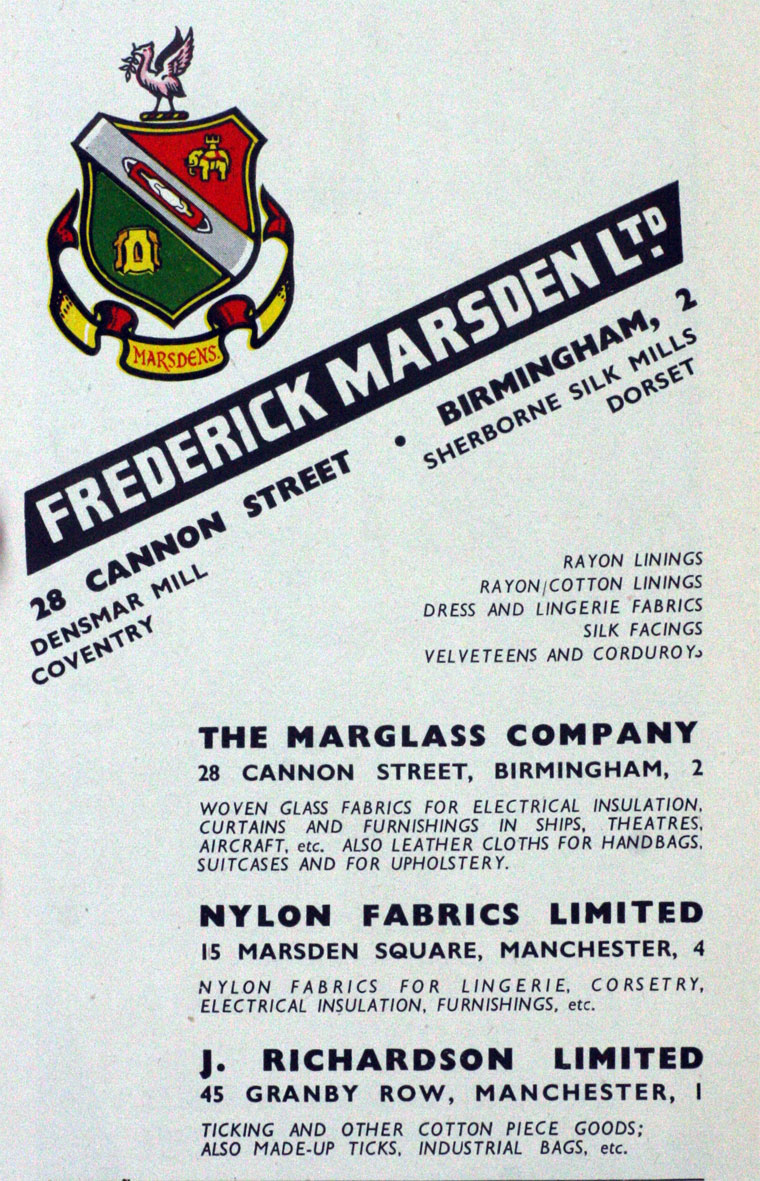 MARSDENS.
FREDERICK MARSDEN LTD.
28 CANNON STREET • BIRMINGHAM, 2
DENSMAR MILL
COVENTRY
SHERBORNE SILK MILLS
DORSET
RAYON LININGS
RAYON/COTTON LININGS
DRESS AND LINGERIE FABRICS
SILK FACINGS
VELVETEENS AND CORDUROYS
THE MARGLASS COMPANY
28 CANNON STREET, BIRMINGHAM, 2
WOVEN GLASS FABRICS FOR ELECTRICAL INSULATION,
CURTAINS AND FURNISHINGS IN SHIPS, THEATRES,
AIRCRAFT, etc. ALSO LEATHER CLOTHS FOR HANDBAGS,
SUITCASES AND FOR UPHOLSTERY.
NYLON FABRICS LIMITED
15 MARSDEN SQUARE, MANCHESTER, 4
NYLON FABRICS FOR LINGERIE, CORSETRY,
ELECTRICAL INSULATION, FURNISHINGS, etc.
J. RICHARDSON LIMITED
45 GRANBY ROW, MANCHESTER, 1
TICKING AND OTHER COTTON PIECE GOODS;
ALSO MADE-UP TICKS, INDUSTRIAL BAGS, etc.